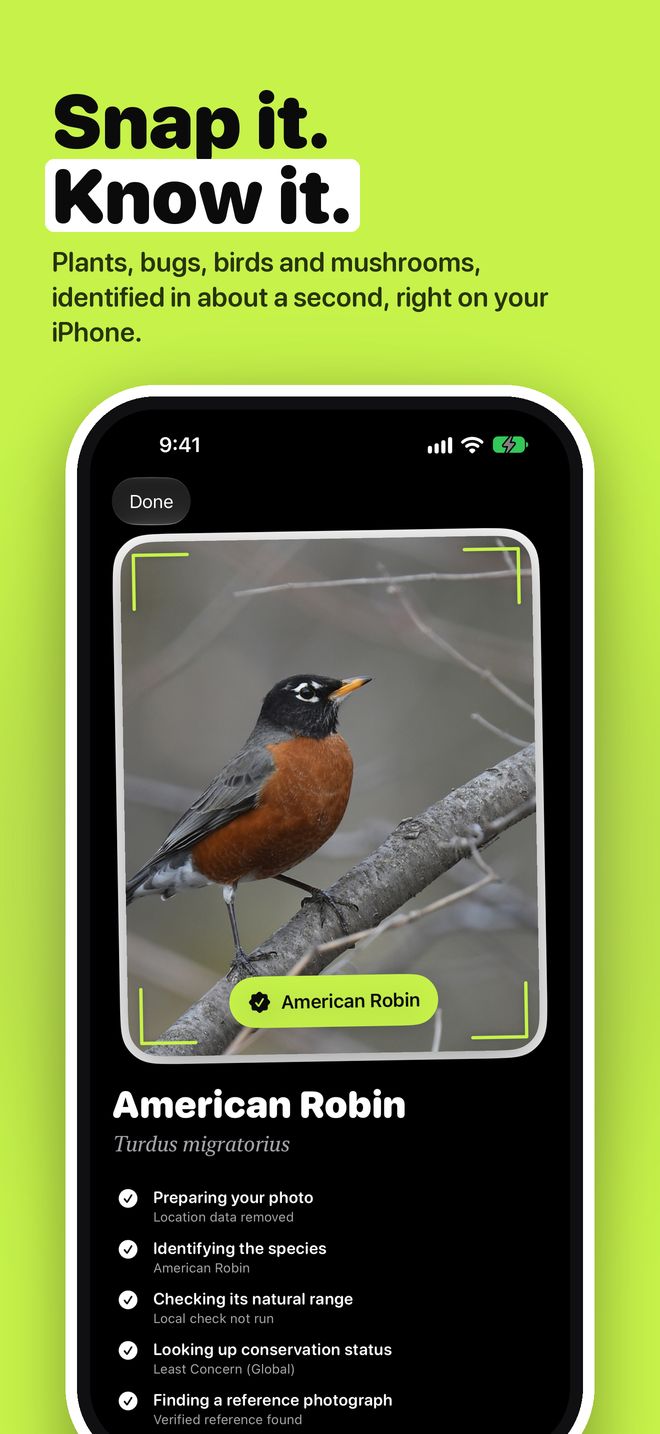 Snap it.
Know it.
Plants, bugs, birds and mushrooms,
identified in about a second, right on your
iPhone.
9:41
Done
American Robin
American Robin
Turdus migratorius
Preparing your photo
Location data removed
Identifying the species
American Robin
Checking its natural range
Local check not run
Looking up conservation status
Least Concern (Global)
Finding a reference photograph
Verified reference found